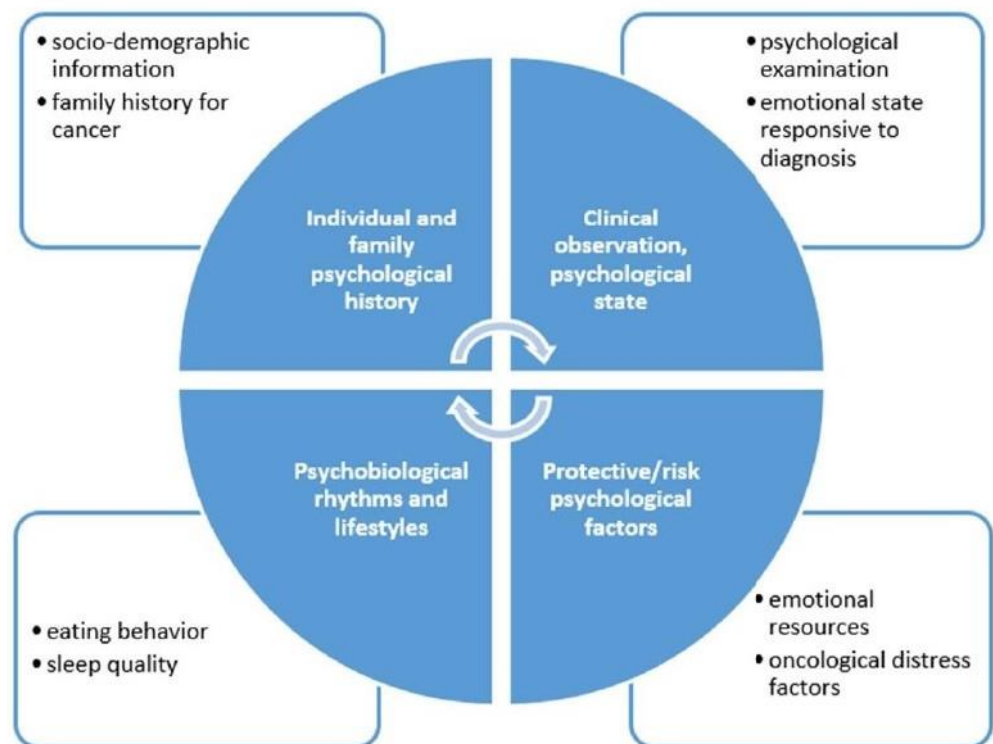 • socio-demographic
information
• family history for
cancer
• psychological
examination
• emotional state
responsive to
diagnosis
Individual and
family
psychological
history
Clinical
observation,
psychological
state
Psychobiological
rhythms and
lifestyles
Protective/risk
psychological
factors
• eating behavior
• sleep quality
• emotional
resources
• oncological distress
factors